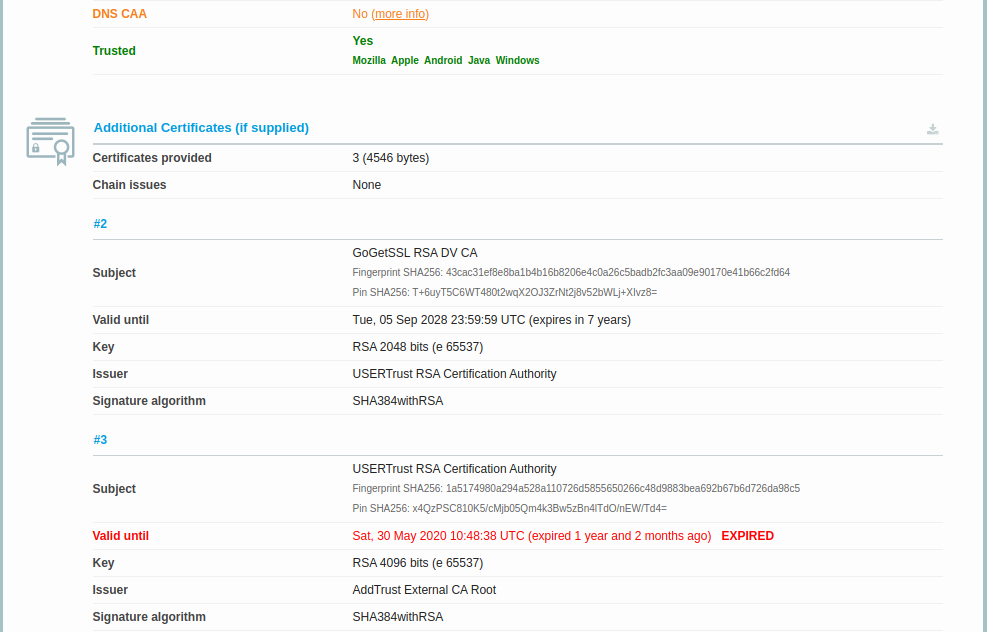 DNS CAA
No (more info)
Trusted
Yes
Mozilla Apple Android Java Windows
Additional Certificates (if supplied)
Certificates provided
3 (4546 bytes)
Chain issues
None
#2
Subject
GoGetSSL RSA DV CA
Fingerprint SHA256: 43cac31ef8e8ba1b4b16b8206e4c0a26c5badb2fc3aa09e90170e41b66c2fd64
Pin SHA256: T+6uyT5C6WT480t2wqX2OJ3ZrNt2j8v52bWLj+XIvz8=
Valid until
Tue, 05 Sep 2028 23:59:59 UTC (expires in 7 years)
Key
RSA 2048 bits (e 65537)
Issuer
USERTrust RSA Certification Authority
Signature algorithm
SHA384withRSA
#3
Subject
USERTrust RSA Certification Authority
Fingerprint SHA256: 1a5174980a294a528a110726d5855650266c48d9883bea692b67b6d726da98c5
Pin SHA256: x4QzPSC810K5/cMjb05Qm4k3Bw5zBn4lTdO/nEW/Td4=
Valid until
Sat, 30 May 2020 10:48:38 UTC (expired 1 year and 2 months ago) EXPIRED
Key
RSA 4096 bits (e 65537)
Issuer
AddTrust External CA Root
Signature algorithm
SHA384withRSA